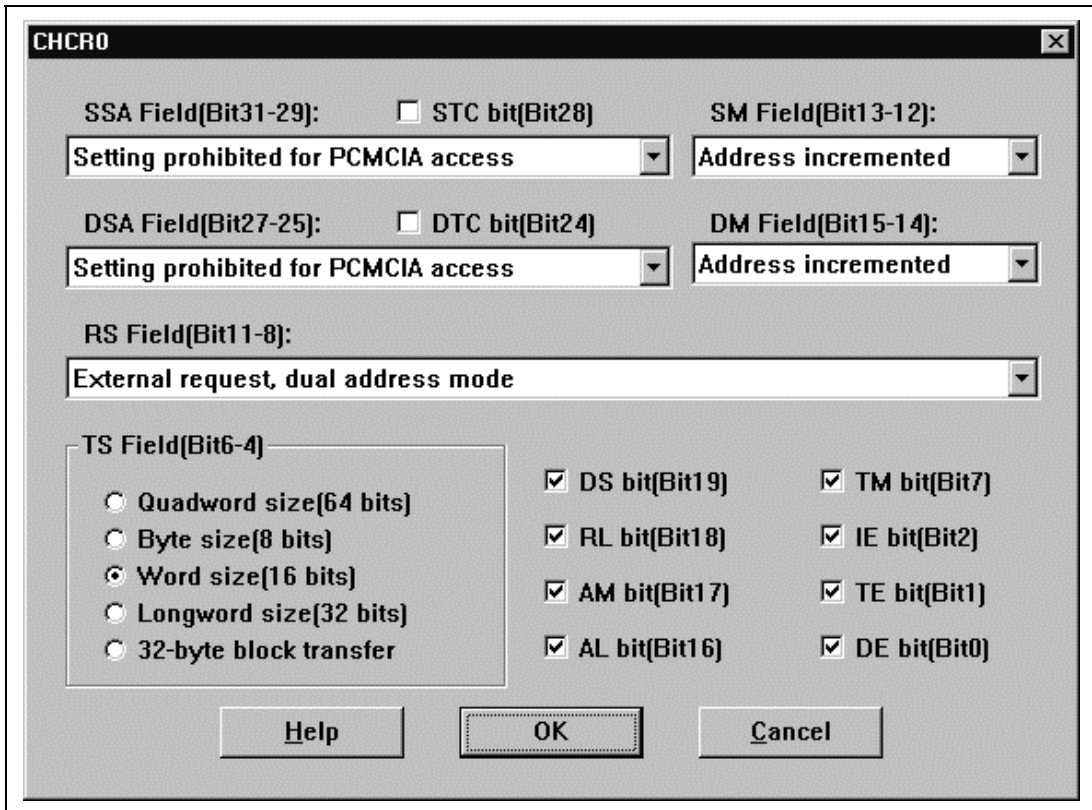 CHCR0
SSA Field(Bit31-29):
STC bit(Bit28)
SM Field(Bit13-12):
Setting prohibited for PCMCIA access
Address incremented
DSA Field(Bit27-25):
DTC bit(Bit24)
DM Field(Bit15-14):
Setting prohibited for PCMCIA access
Address incremented
RS Field(Bit11-8):
External request, dual address mode
TS Field(Bit6-4)
Quadword size(64 bits)
Byte size(8 bits)
Word size(16 bits)
Longword size(32 bits)
32-byte block transfer
DS bit(Bit19)
TM bit(Bit7)
RL bit(Bit18)
IE bit(Bit2)
AM bit(Bit17)
TE bit(Bit1)
AL bit(Bit16)
DE bit(Bit0)
Help
OK
Cancel